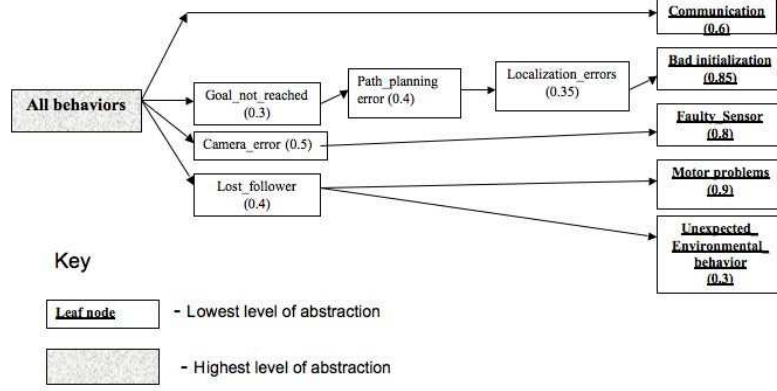 Communication
(0.6)
All behaviors
Goal_not_reached
(0.3)
Path_planning
error (0.4)
Localization_errors
(0.35)
Bad initialization
(0.85)
Camera_error (0.5)
Faulty_Sensor
(0.8)
Lost_follower
(0.4)
Motor problems
(0.9)
Unexpected_
Environmental_
behavior
(0.3)
Key
Leaf node
- Lowest level of abstraction
- Highest level of abstraction